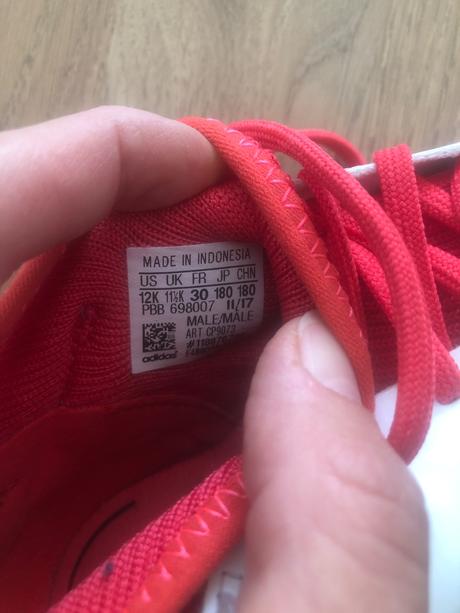 MADE IN INDONESIA
US UK FR JP CHN
12K 11½K 30 180 180
PBB 698007 11/17
MALE/MÂLE
ART CP9073
adidas